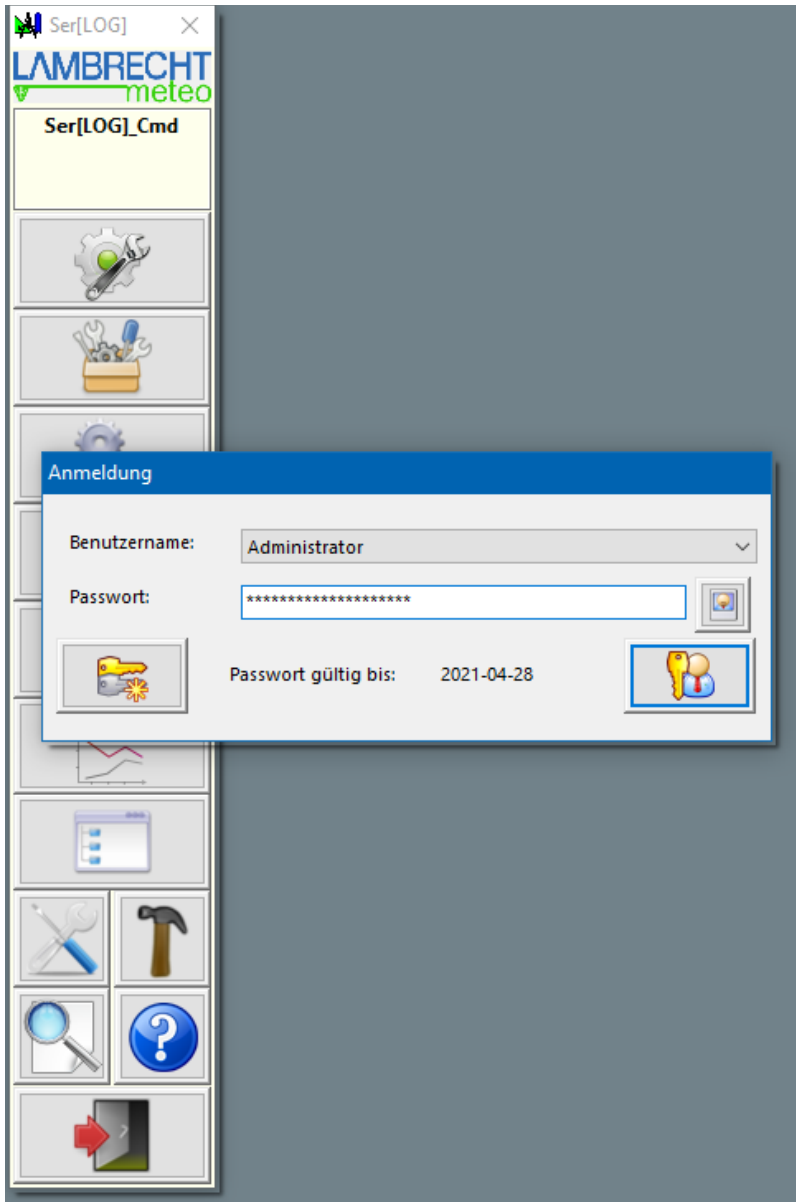 Ser[LOG]
LAMBRECHT
meteo
Ser[LOG]_Cmd
Anmeldung
Benutzername: Administrator
Passwort: ********************
Passwort gültig bis: 2021-04-28